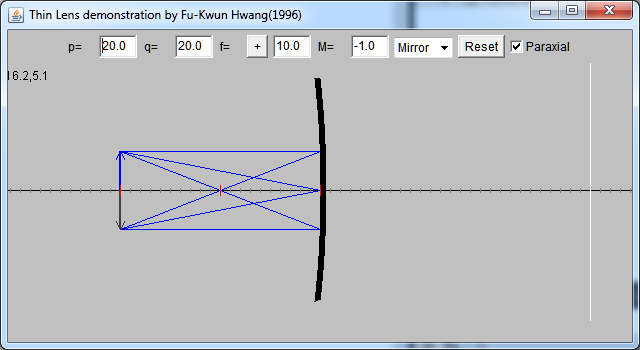 Thin Lens demonstration by Fu-Kwun Hwang(1996)
p= 20.0 q= 20.0 f= + 10.0 M= -1.0 Mirror Reset Paraxial
16.2,5.1